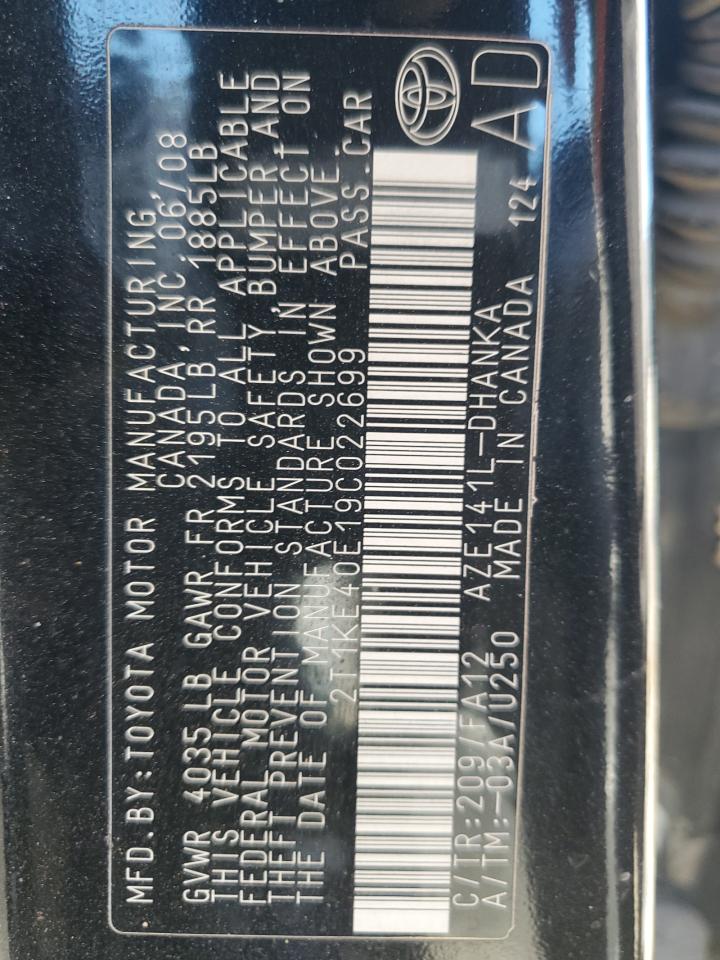 MFD.BY:TOYOTA MOTOR MANUFACTURING,
CANADA, INC. 06/08
GVWR 4035 LB GAWR FR 2195LB RR 1885LB
THIS VEHICLE CONFORMS TO ALL APPLICABLE
FEDERAL MOTOR VEHICLE SAFETY, BUMPER AND
THEFT PREVENTION STANDARDS IN EFFECT ON
THE DATE OF MANUFACTURE SHOWN ABOVE.
2T1KE40E19C022699 PASS.CAR
C/TR:209/FA12 AZE141L-DHANKA
A/TM:-03A/U250 MADE IN CANADA 124 AD